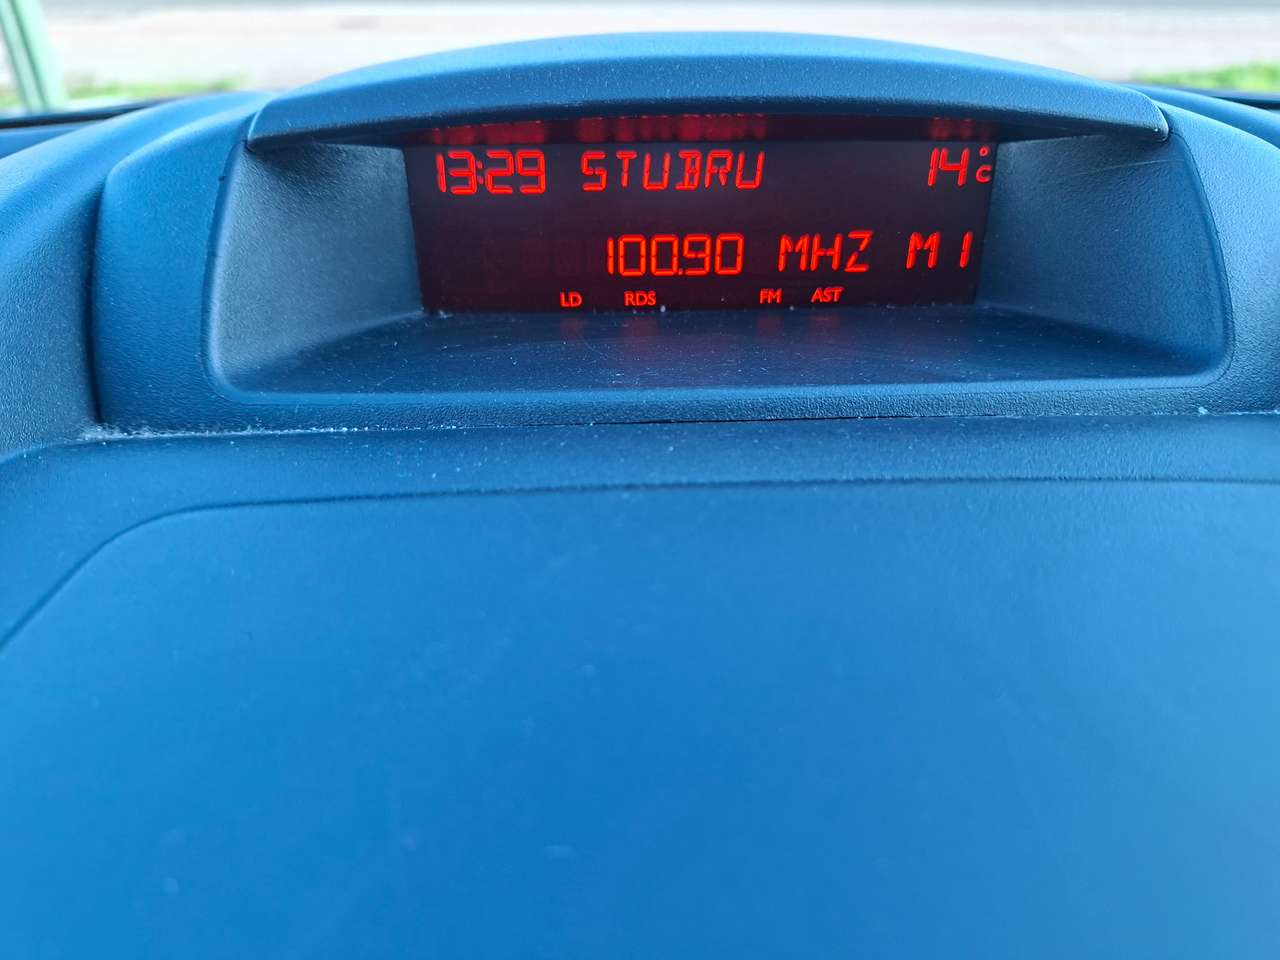 13:29 STUBRU 14°C
100.90 MHZ M1
LD RDS FM AST